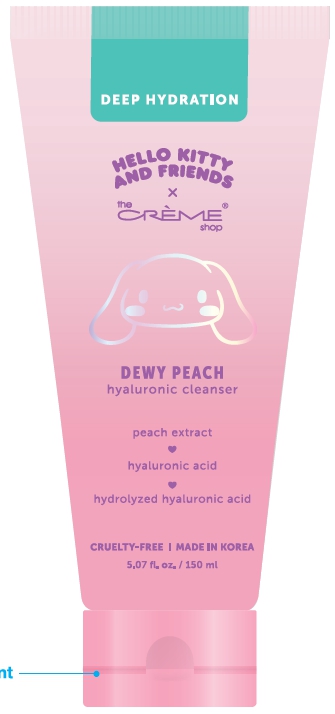 DEEP HYDRATION
HELLO KITTY
AND FRIENDS
×
the
CRÈME®
shop
DEWY PEACH
hyaluronic cleanser
peach extract
hyaluronic acid
hydrolyzed hyaluronic acid
CRUELTY-FREE | MADE IN KOREA
5.07 fl. oz. / 150 ml